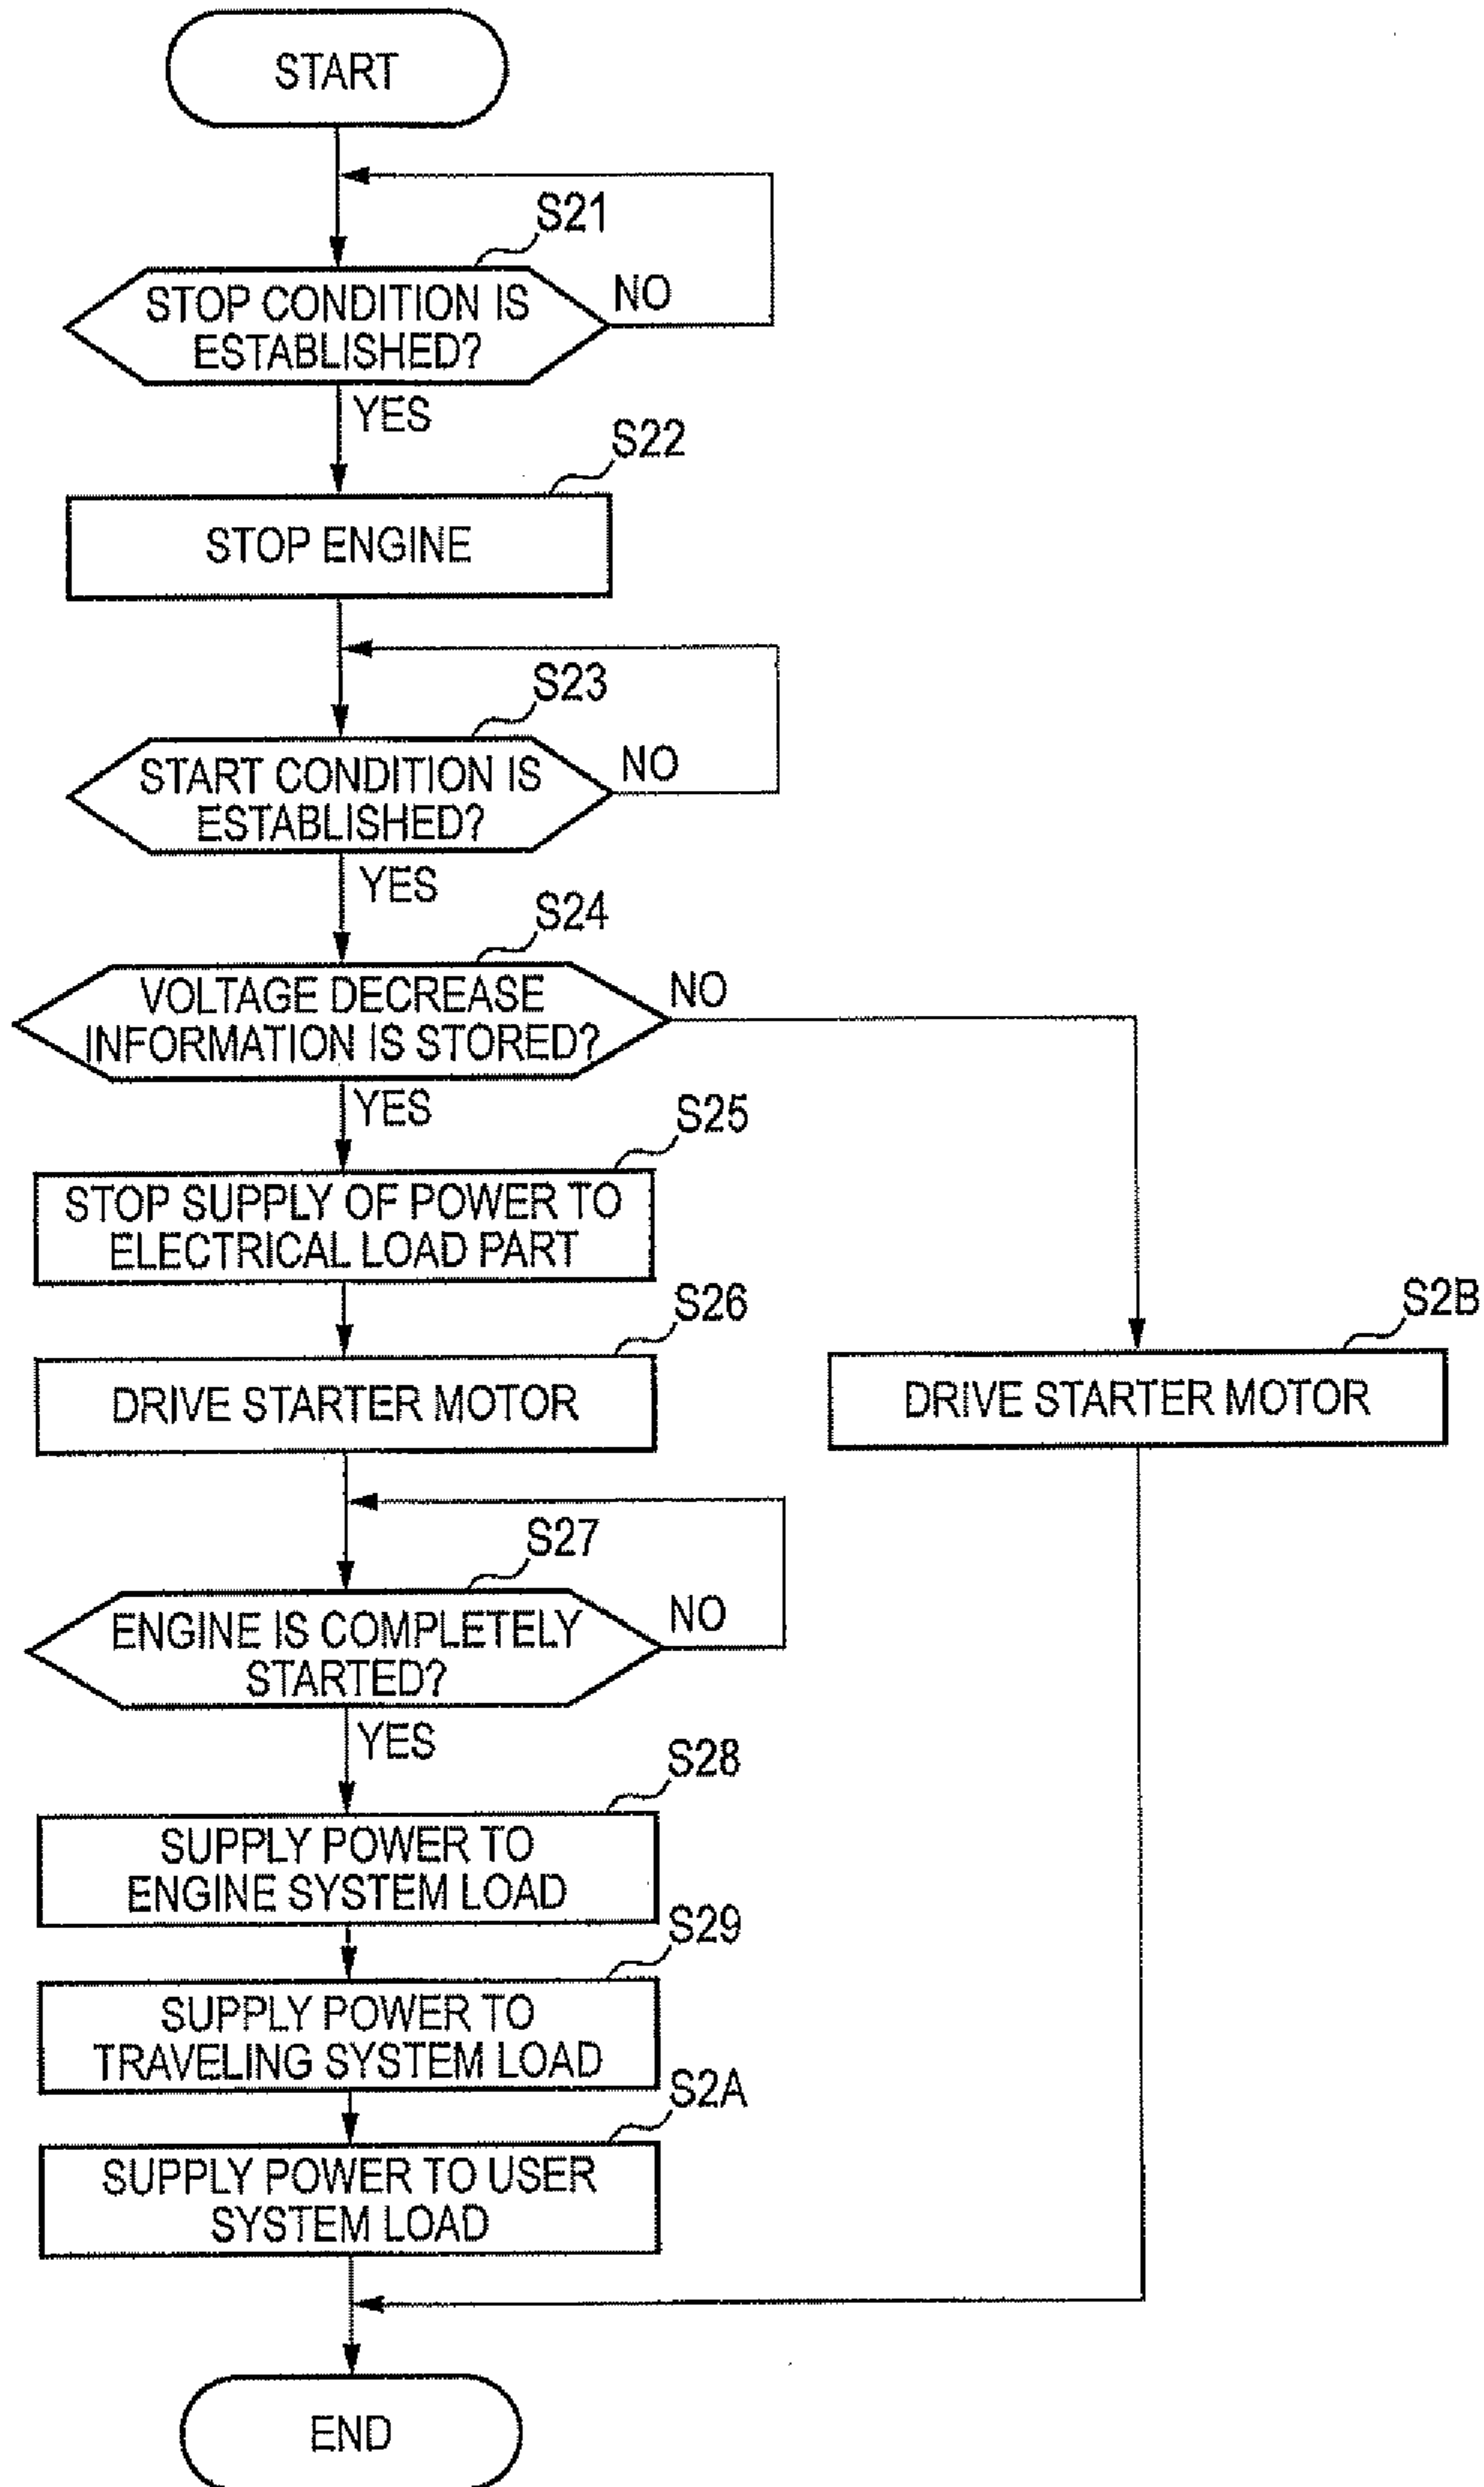 START
S21
STOP CONDITION IS
ESTABLISHED?
NO
YES
S22
STOP ENGINE
S23
START CONDITION IS
ESTABLISHED?
NO
YES
S24
VOLTAGE DECREASE
INFORMATION IS STORED?
NO
YES
S25
STOP SUPPLY OF POWER TO
ELECTRICAL LOAD PART
S26
DRIVE STARTER MOTOR
S2B
DRIVE STARTER MOTOR
S27
ENGINE IS COMPLETELY
STARTED?
NO
YES
S28
SUPPLY POWER TO
ENGINE SYSTEM LOAD
S29
SUPPLY POWER TO
TRAVELING SYSTEM LOAD
S2A
SUPPLY POWER TO USER
SYSTEM LOAD
END